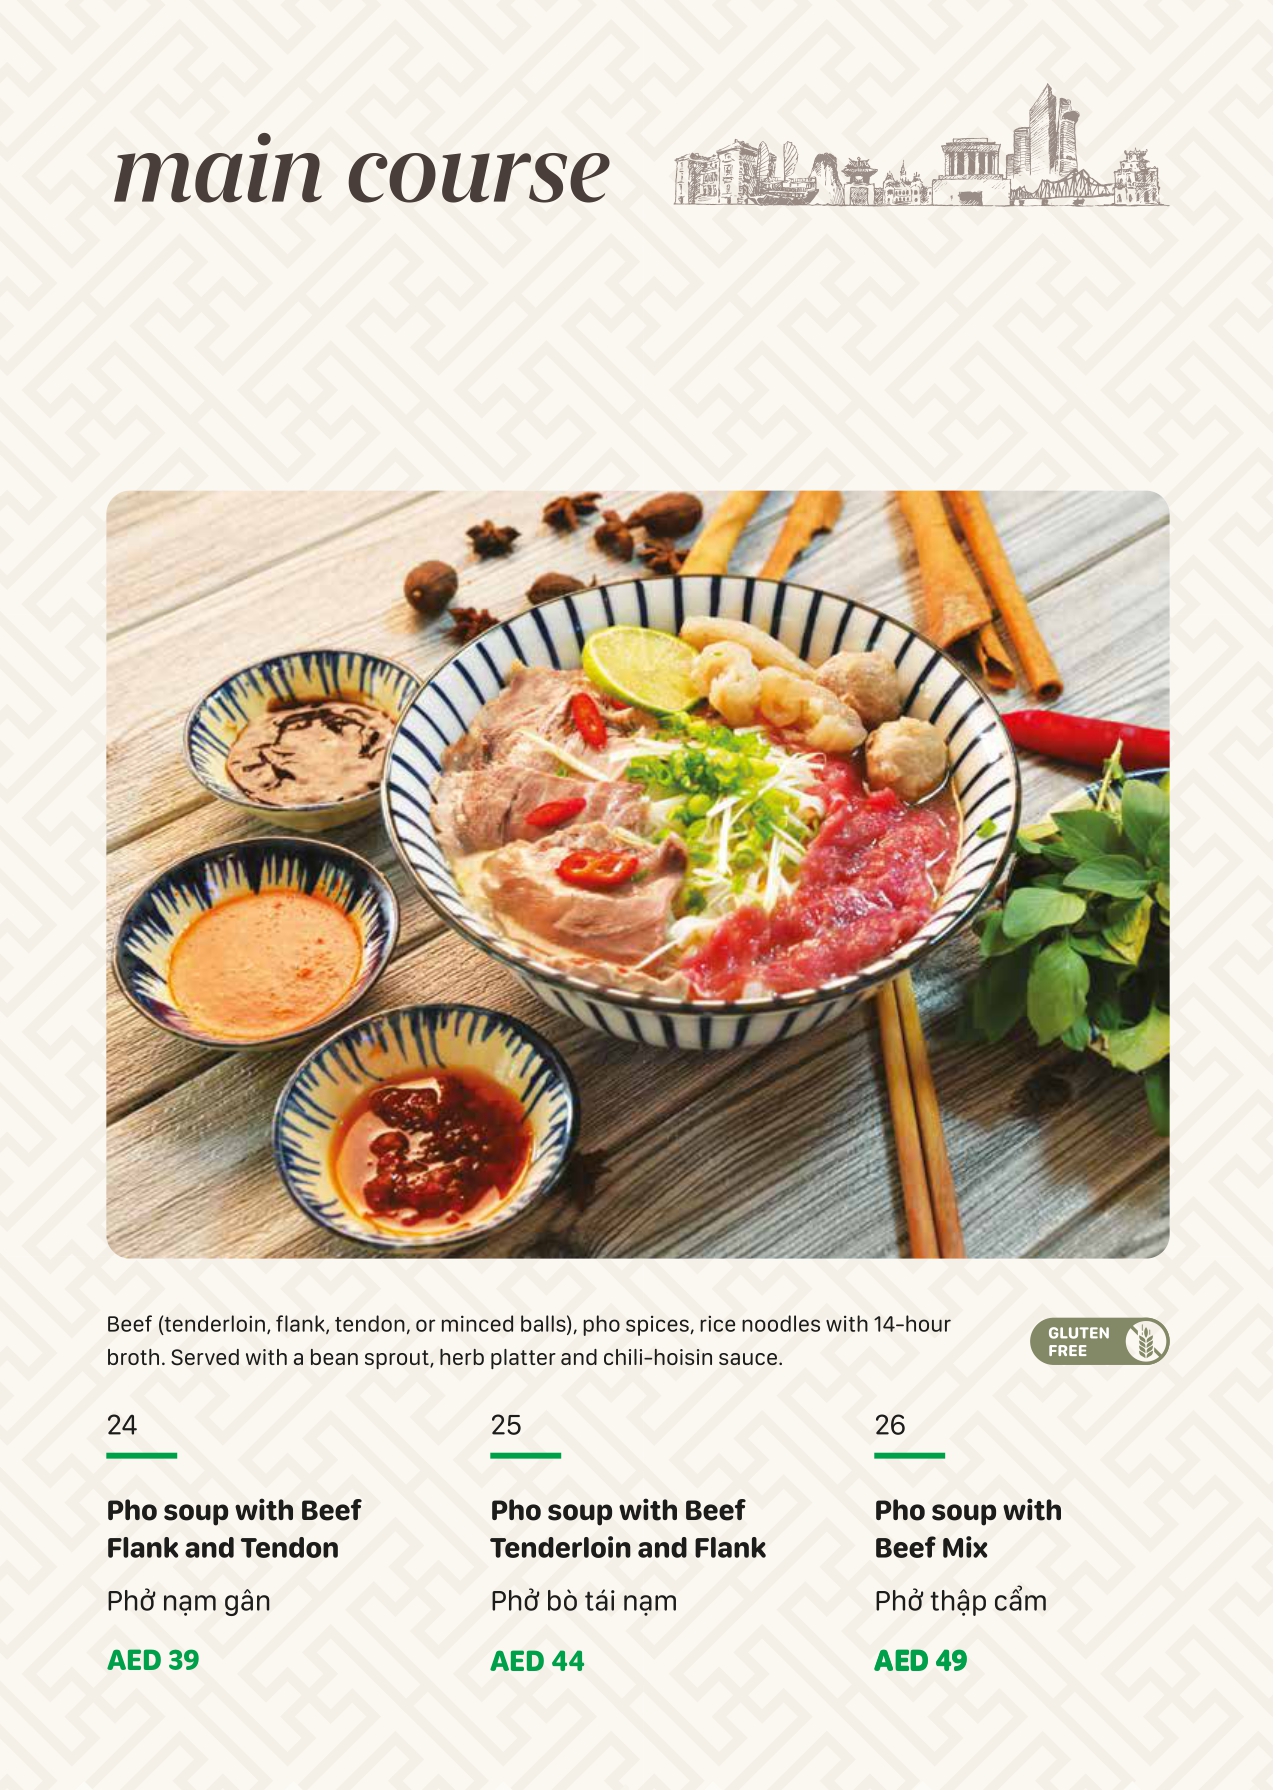 main course
Beef (tenderloin, flank, tendon, or minced balls), pho spices, rice noodles with 14-hour
broth. Served with a bean sprout, herb platter and chili-hoisin sauce.
GLUTEN
FREE
24
Pho soup with Beef
Flank and Tendon
Phở nạm gân
AED 39
25
Pho soup with Beef
Tenderloin and Flank
Phở bò tái nạm
AED 44
26
Pho soup with
Beef Mix
Phở thập cẩm
AED 49